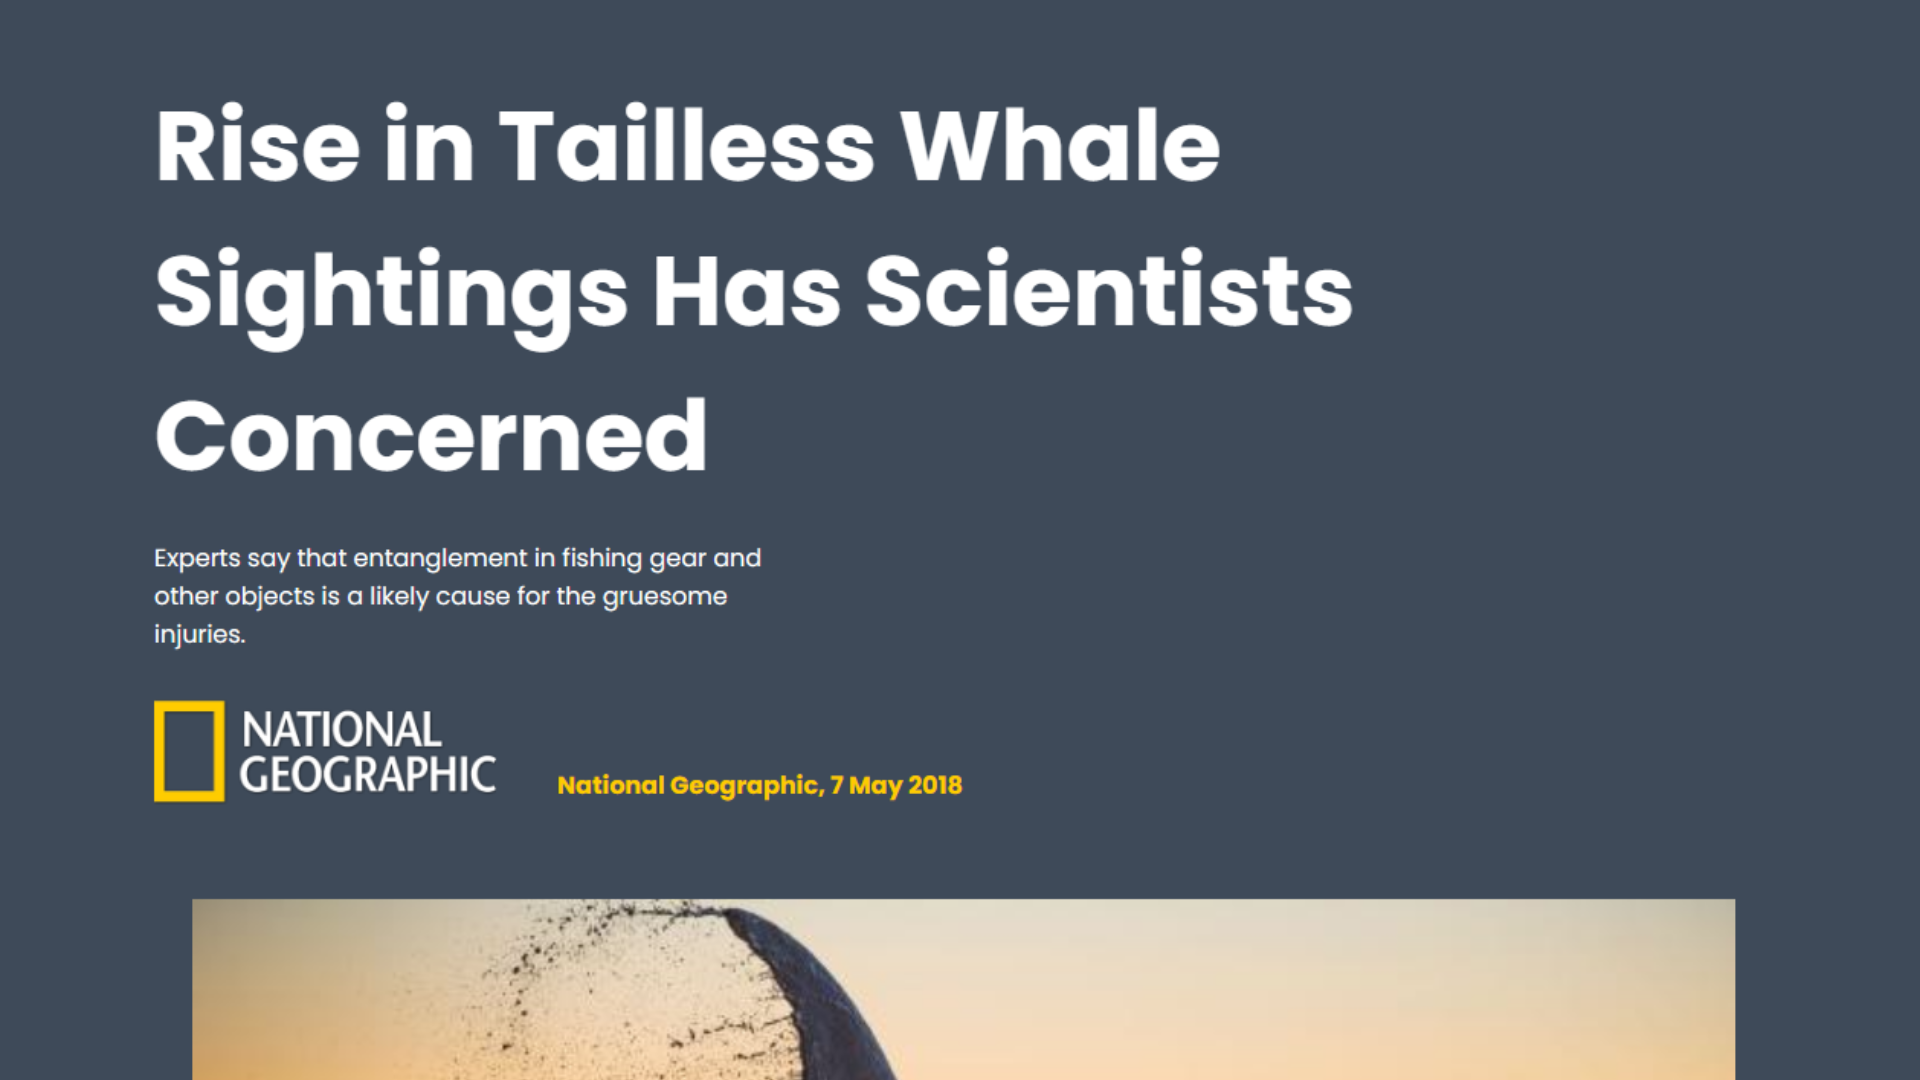 Rise in Tailless Whale
Sightings Has Scientists
Concerned
Experts say that entanglement in fishing gear and
other objects is a likely cause for the gruesome
injuries.
NATIONAL
GEOGRAPHIC
National Geographic, 7 May 2018